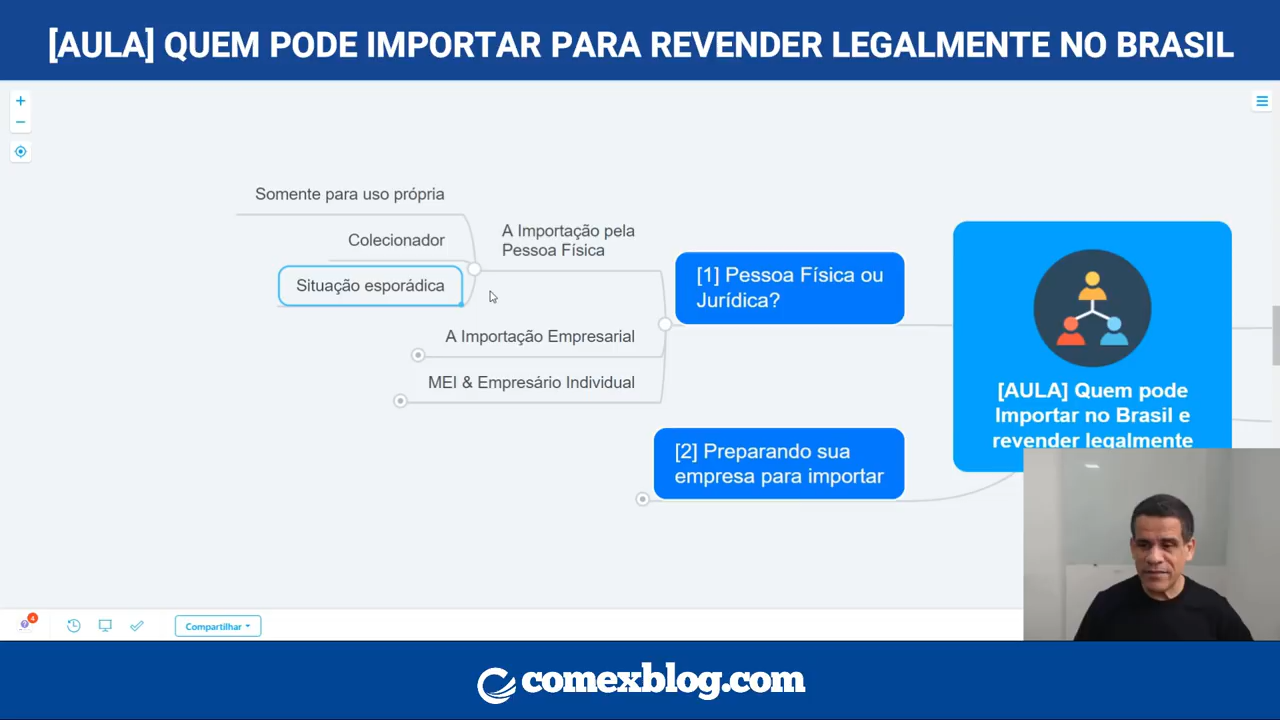 [AULA] QUEM PODE IMPORTAR PARA REVENDER LEGALMENTE NO BRASIL
Somente para uso própria
Colecionador
Situação esporádica
A Importação pela
Pessoa Física
A Importação Empresarial
MEI & Empresário Individual
[1] Pessoa Física ou
Jurídica?
[2] Preparando sua
empresa para importar
[AULA] Quem pode
Importar no Brasil e
revender legalmente
4
Compartilhar
comexblog.com